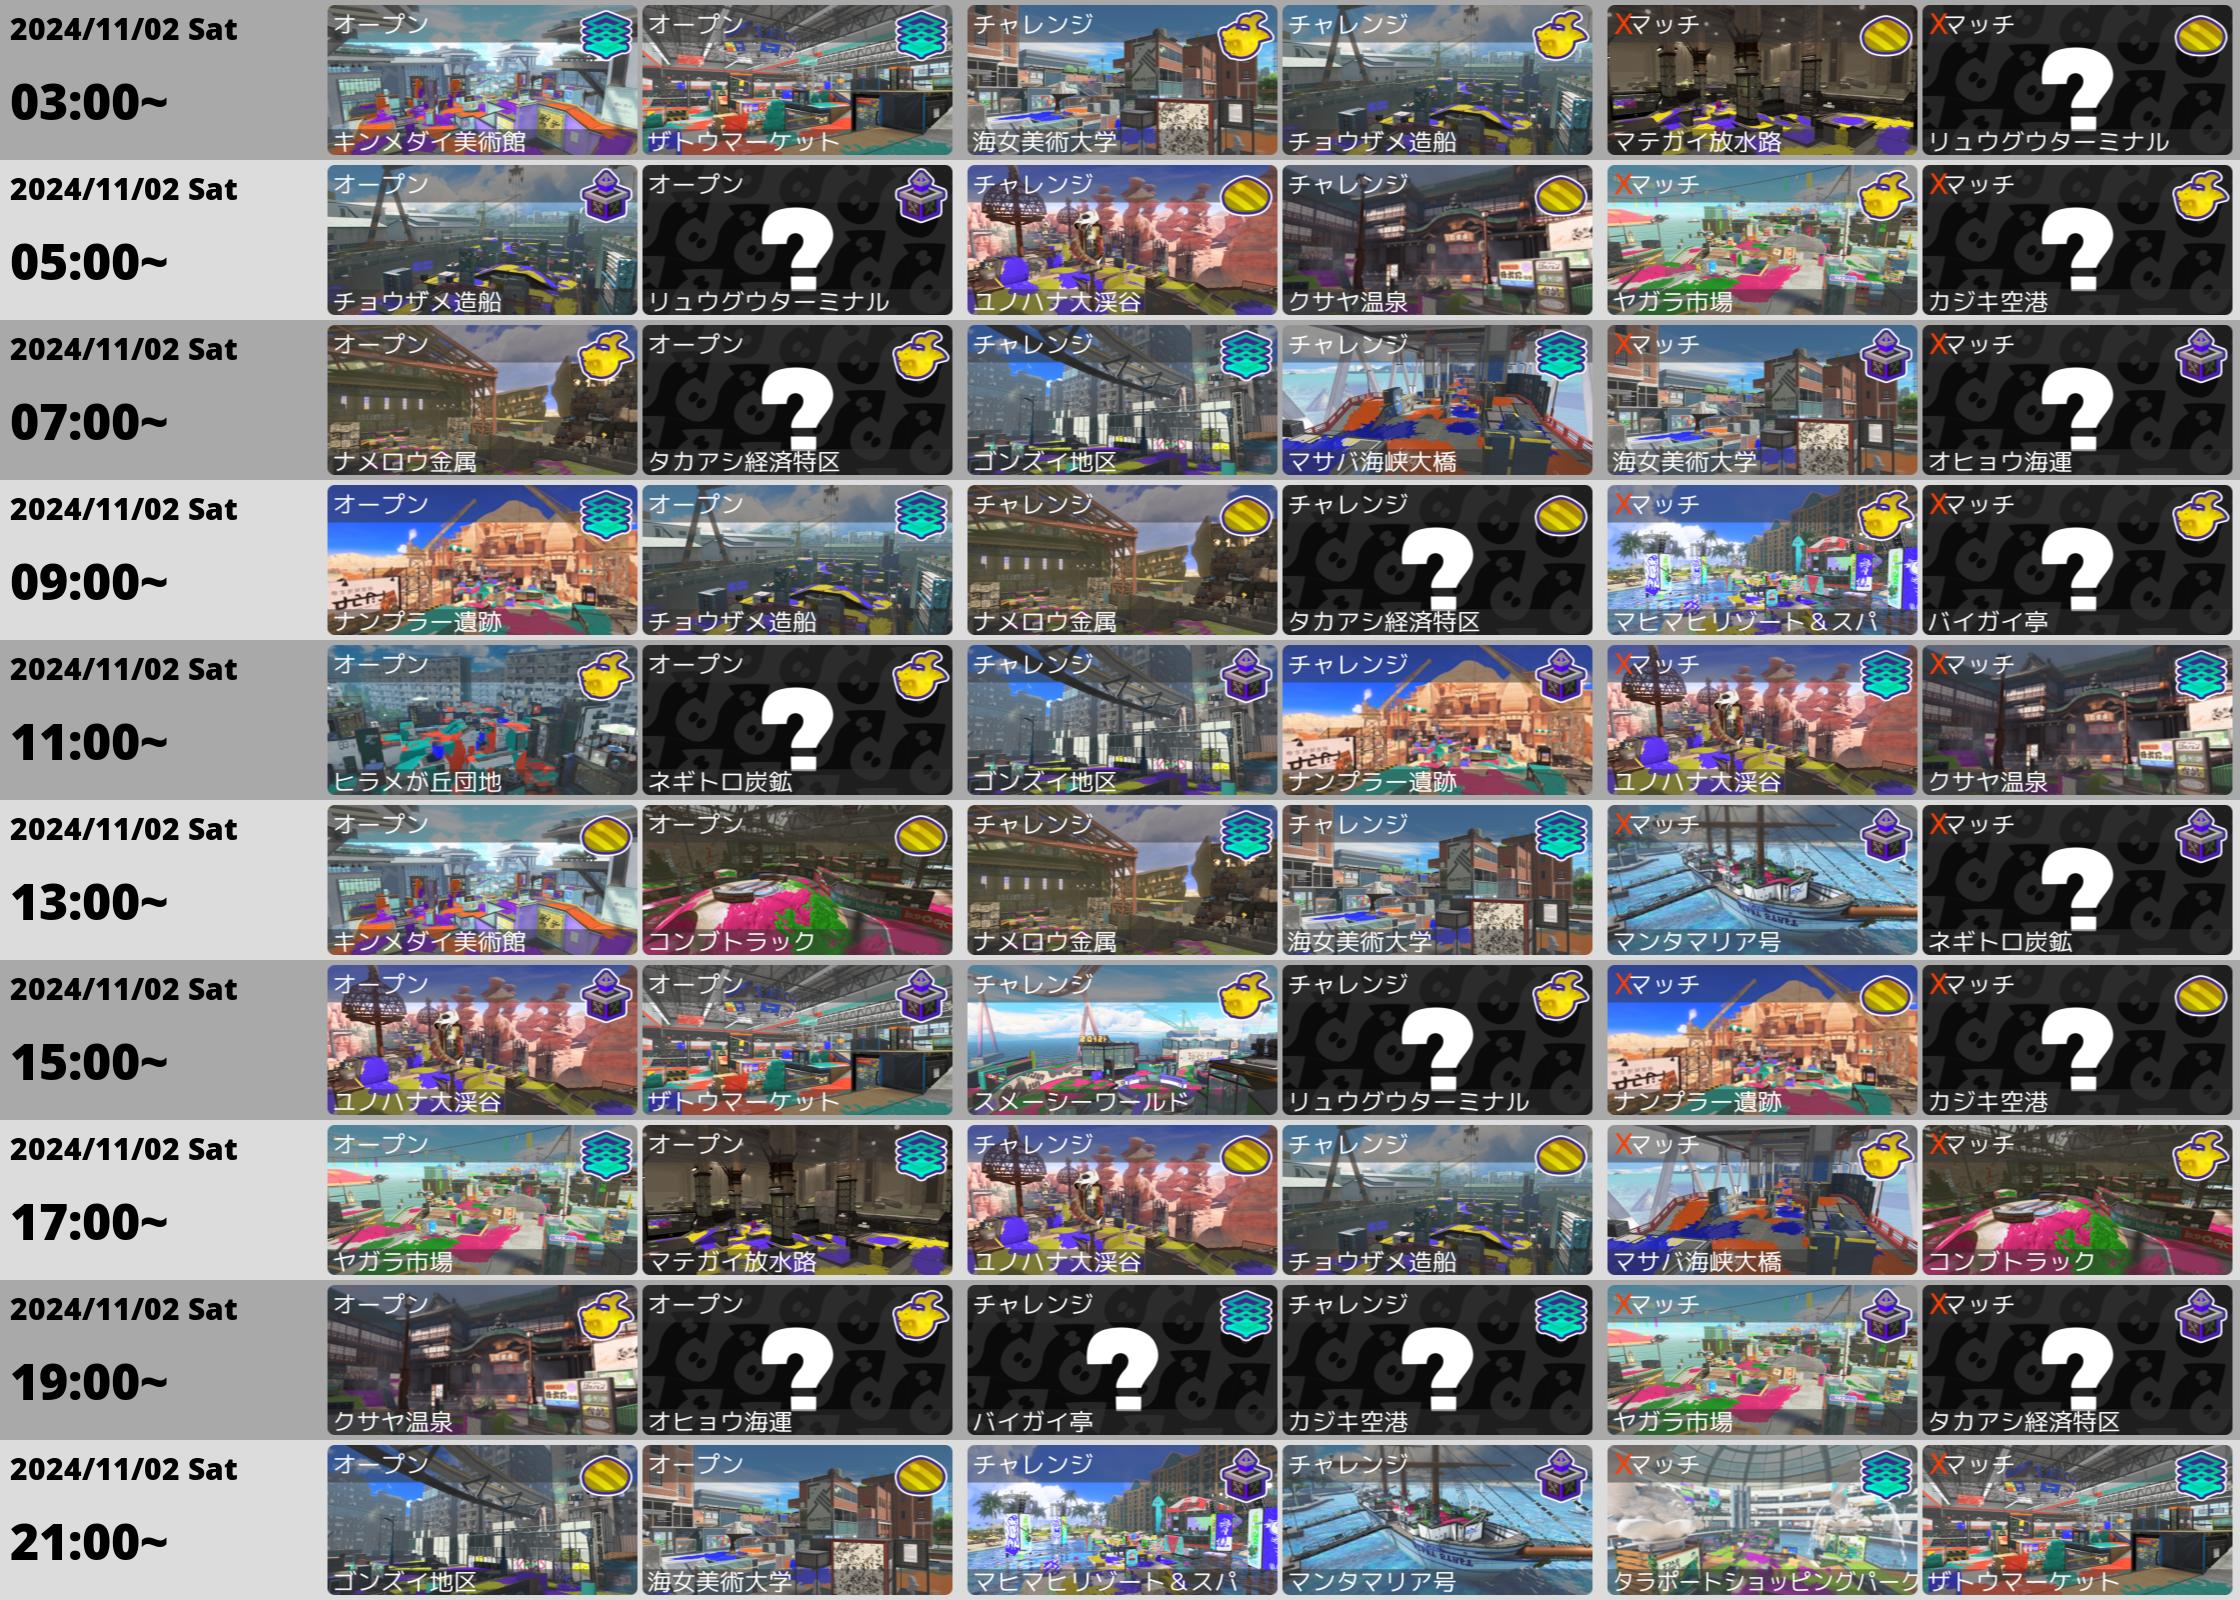 2024/11/02 Sat
03:00~
オープン
キンメダイ美術館
オープン
ザトウマーケット
チャレンジ
海女美術大学
チャレンジ
チョウザメ造船
Xマッチ
マテガイ放水路
Xマッチ
リュウグウターミナル
2024/11/02 Sat
05:00~
オープン
チョウザメ造船
オープン
リュウグウターミナル
チャレンジ
ユノハナ大渓谷
チャレンジ
クサヤ温泉
Xマッチ
ヤガラ市場
Xマッチ
カジキ空港
2024/11/02 Sat
07:00~
オープン
ナメロウ金属
オープン
タカアシ経済特区
チャレンジ
ゴンズイ地区
チャレンジ
マサバ海峡大橋
Xマッチ
海女美術大学
Xマッチ
オヒョウ海運
2024/11/02 Sat
09:00~
オープン
ナンプラー遺跡
オープン
チョウザメ造船
チャレンジ
ナメロウ金属
チャレンジ
タカアシ経済特区
Xマッチ
マヒマヒリゾート&スパ
Xマッチ
バイガイ亭
2024/11/02 Sat
11:00~
オープン
ヒラメが丘団地
オープン
ネギトロ炭鉱
チャレンジ
ゴンズイ地区
チャレンジ
ナンプラー遺跡
Xマッチ
ユノハナ大渓谷
Xマッチ
クサヤ温泉
2024/11/02 Sat
13:00~
オープン
キンメダイ美術館
オープン
コンブトラック
チャレンジ
ナメロウ金属
チャレンジ
海女美術大学
Xマッチ
マンタマリア号
Xマッチ
ネギトロ炭鉱
2024/11/02 Sat
15:00~
オープン
ユノハナ大渓谷
オープン
ザトウマーケット
チャレンジ
スメーシーワールド
チャレンジ
リュウグウターミナル
Xマッチ
ナンプラー遺跡
Xマッチ
カジキ空港
2024/11/02 Sat
17:00~
オープン
ヤガラ市場
オープン
マテガイ放水路
チャレンジ
ユノハナ大渓谷
チャレンジ
チョウザメ造船
Xマッチ
マサバ海峡大橋
Xマッチ
コンブトラック
2024/11/02 Sat
19:00~
オープン
クサヤ温泉
オープン
オヒョウ海運
チャレンジ
バイガイ亭
チャレンジ
カジキ空港
Xマッチ
ヤガラ市場
Xマッチ
タカアシ経済特区
2024/11/02 Sat
21:00~
オープン
ゴンズイ地区
オープン
海女美術大学
チャレンジ
マヒマヒリゾート&スパ
チャレンジ
マンタマリア号
Xマッチ
タラポートショッピングパーク
Xマッチ
ザトウマーケット